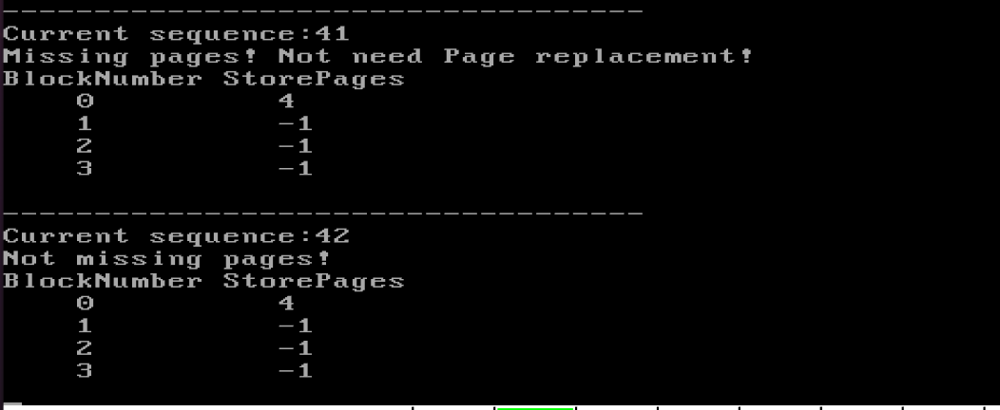 -----------------------------------
Current sequence:41
Missing pages! Not need Page replacement!
BlockNumber StorePages
0 4
1 -1
2 -1
3 -1
-----------------------------------
Current sequence:42
Not missing pages!
BlockNumber StorePages
0 4
1 -1
2 -1
3 -1